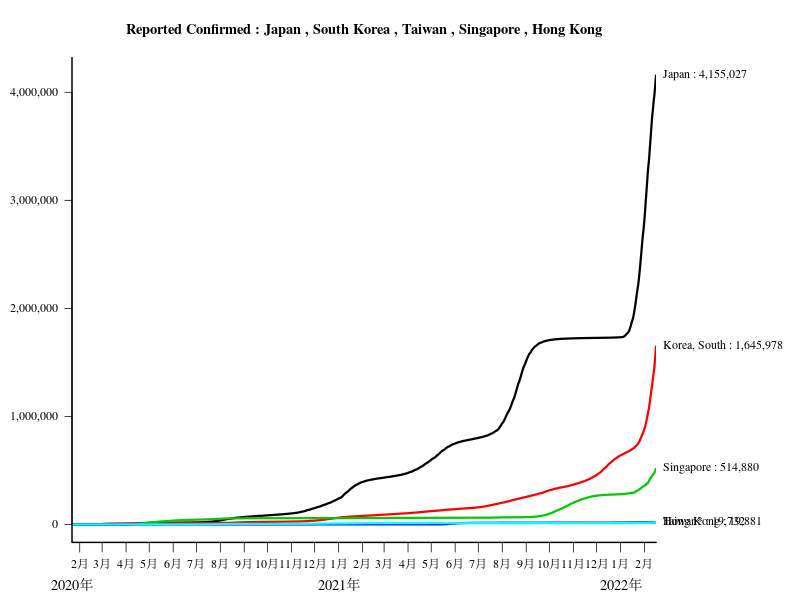 Reported Confirmed : Japan , South Korea , Taiwan , Singapore , Hong Kong
Japan : 4,155,027
4,000,000
3,000,000
2,000,000
Korea, South : 1,645,978
1,000,000
Singapore : 514,880
0
2月 3月 4月 5月 6月 7月 8月 9月 10月 11月 12月 1月 2月 3月 4月 5月 6月 7月 8月 9月 10月 11月 12月 1月 2月
2020年 2021年 2022年